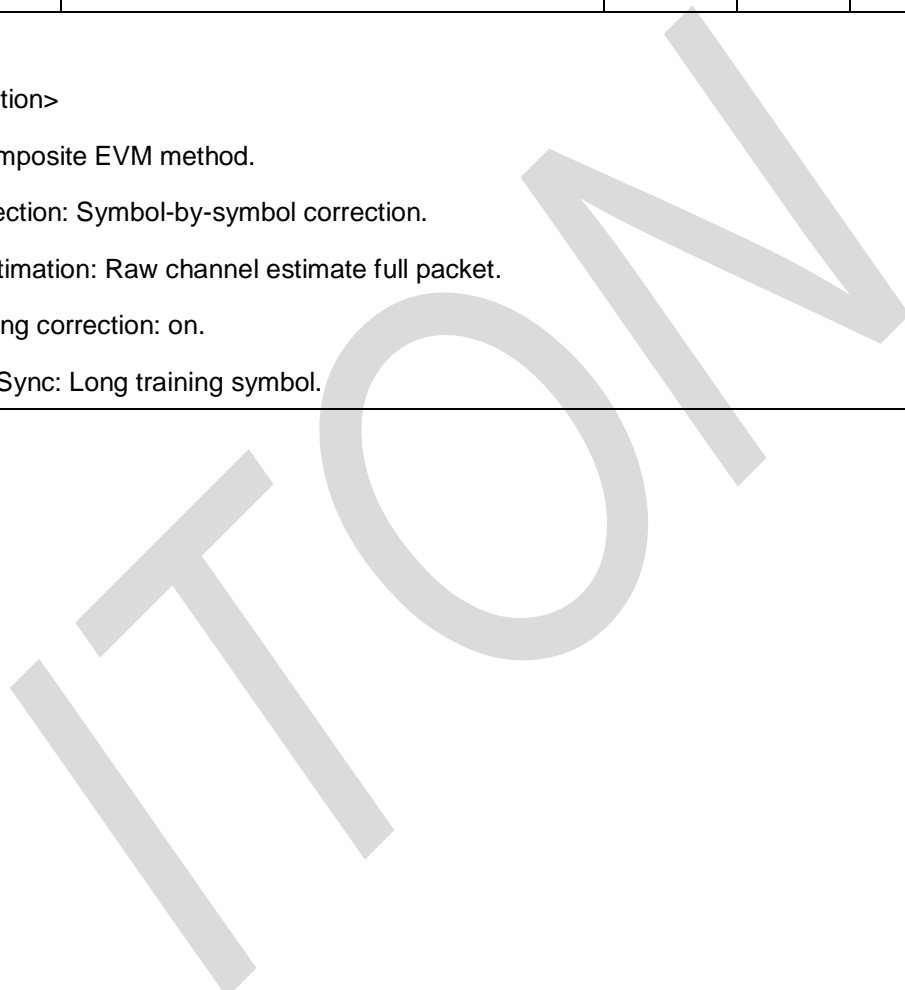 tion>
mposite EVM method.
ection: Symbol-by-symbol correction.
timation: Raw channel estimate full packet.
ng correction: on.
Sync: Long training symbol.
ITON